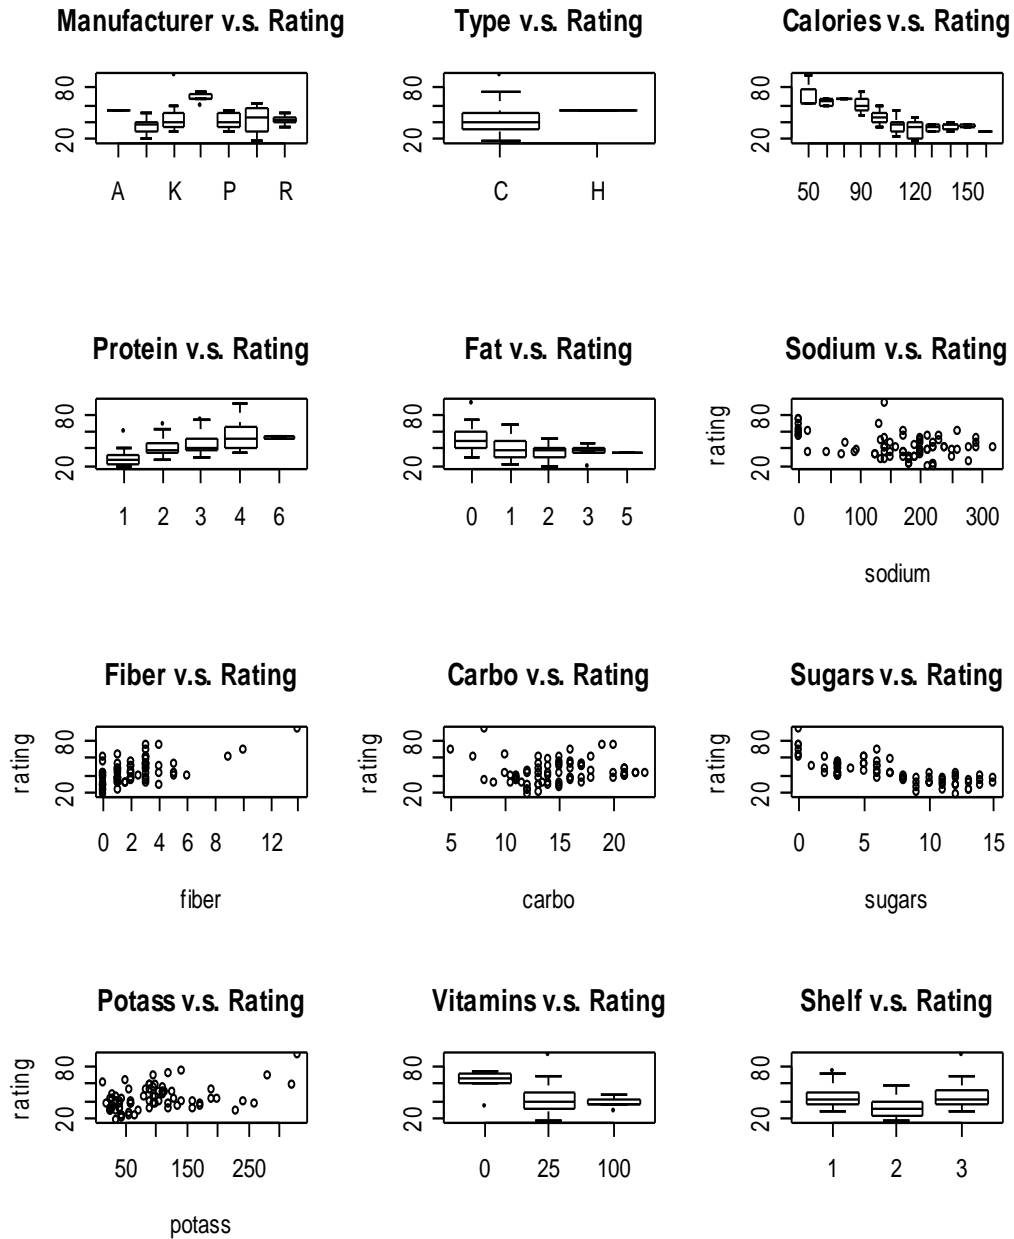 Manufacturer v.s. Rating
Type v.s. Rating
Calories v.s. Rating
80
20
A K P R
80
20
C H
80
20
50 90 120 150
Protein v.s. Rating
Fat v.s. Rating
Sodium v.s. Rating
80
20
1 2 3 4 6
80
20
0 1 2 3 5
rating
80
20
0 100 200 300
sodium
Fiber v.s. Rating
Carbo v.s. Rating
Sugars v.s. Rating
rating
80
20
0 2 4 6 8 12
fiber
rating
80
20
5 10 15 20
carbo
rating
80
20
0 5 10 15
sugars
Potass v.s. Rating
Vitamins v.s. Rating
Shelf v.s. Rating
rating
80
20
50 150 250
potass
80
20
0 25 100
80
20
1 2 3